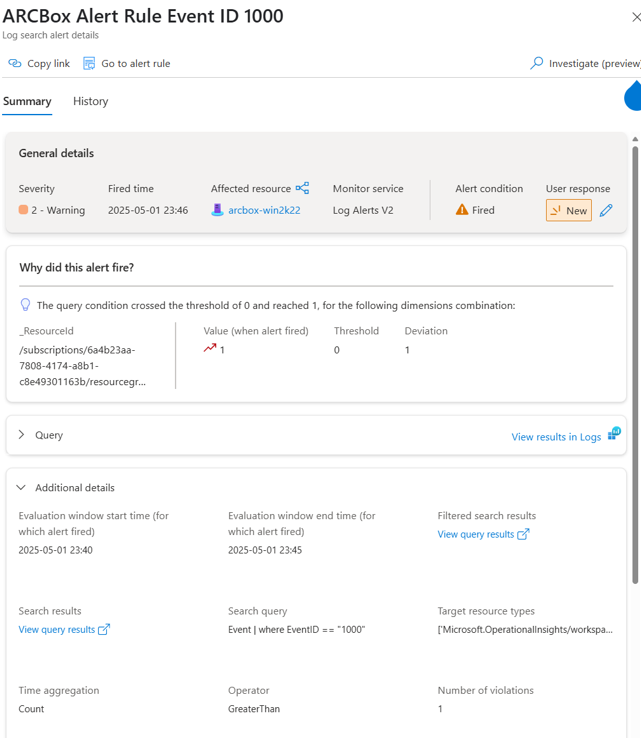 ARCBox Alert Rule Event ID 1000
Log search alert details
Copy link Go to alert rule Investigate (preview)
Summary History
General details
Severity Fired time Affected resource Monitor service Alert condition User response
2 - Warning 2025-05-01 23:46 arcbox-win2k22 Log Alerts V2 Fired New
Why did this alert fire?
The query condition crossed the threshold of 0 and reached 1, for the following dimensions combination:
_ResourceId Value (when alert fired) Threshold Deviation
/subscriptions/6a4b23aa- 1 0 1
7808-4174-a8b1-
c8e49301163b/resourcegr...
Query View results in Logs
Additional details
Evaluation window start time (for Evaluation window end time (for Filtered search results
which alert fired) which alert fired) View query results
2025-05-01 23:40 2025-05-01 23:45
Search results Search query Target resource types
View query results Event | where EventID == "1000" ['Microsoft.OperationalInsights/workspa...
Time aggregation Operator Number of violations
Count GreaterThan 1